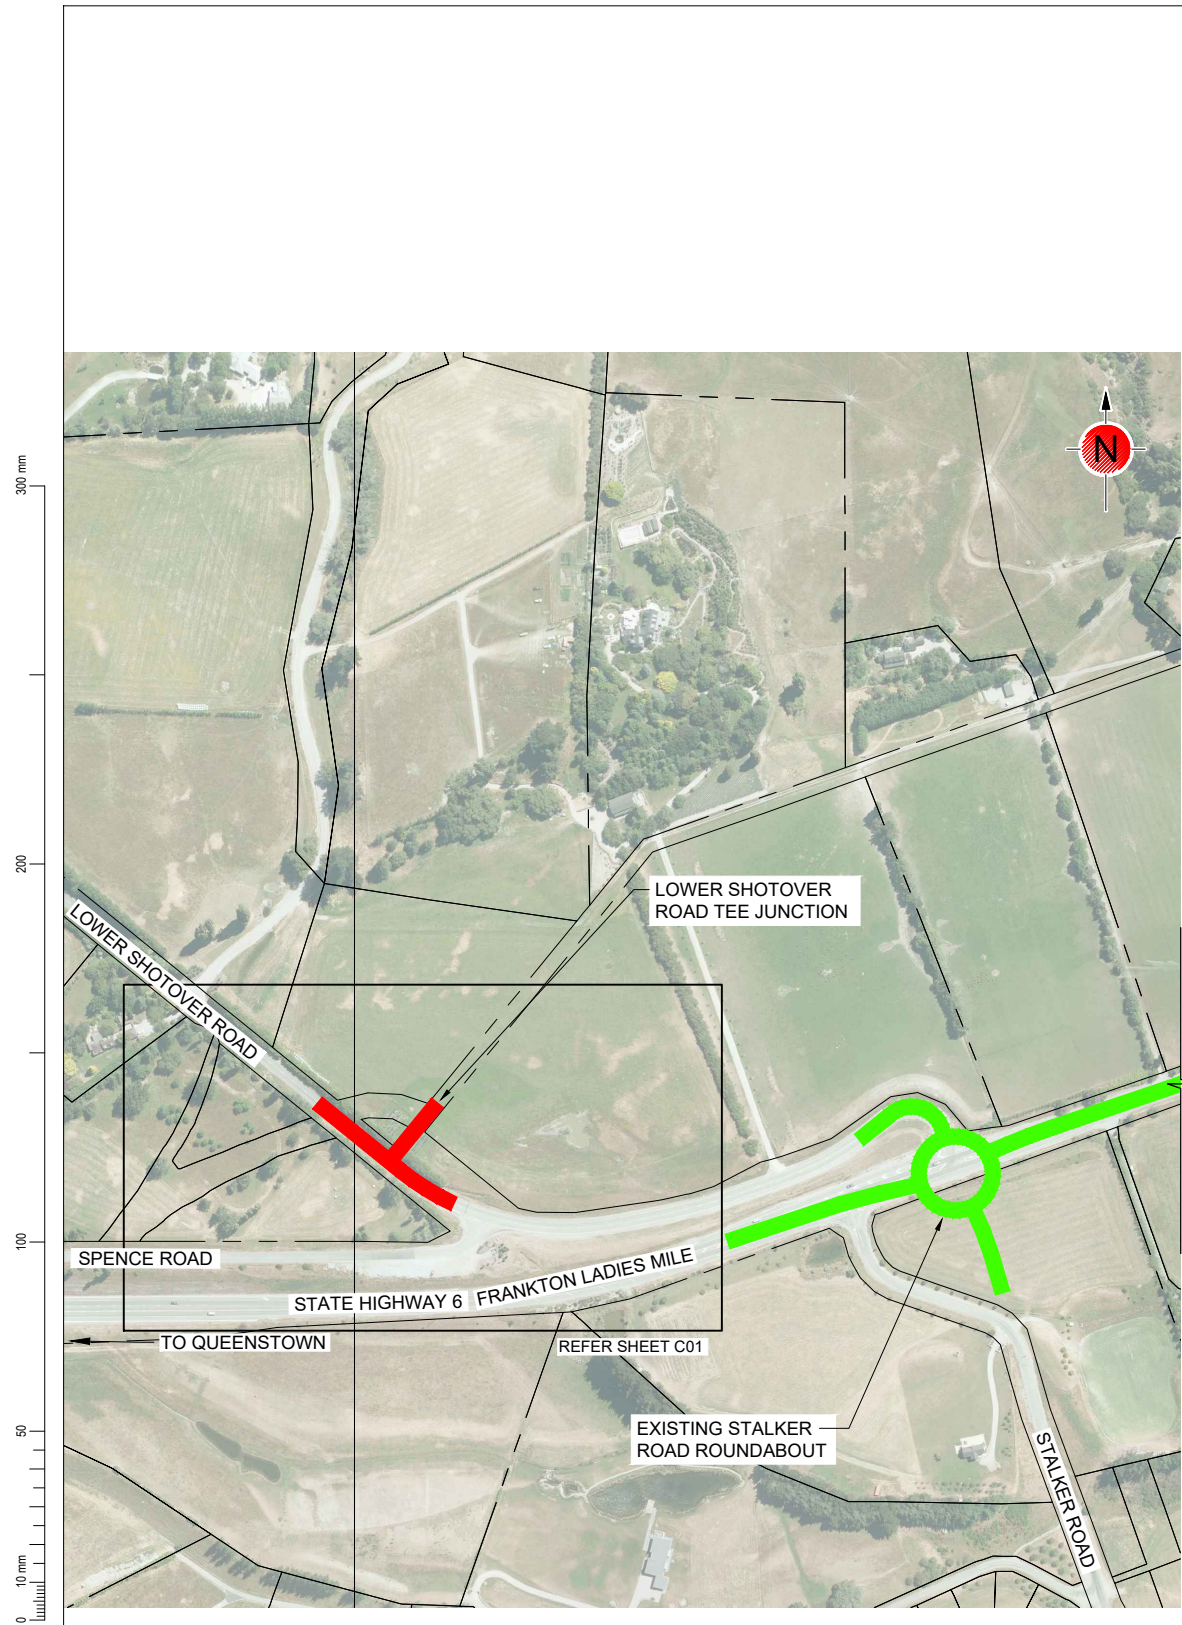 N
300 mm
200
100
50
10 mm
0
LOWER SHOTOVER
ROAD TEE JUNCTION
LOWER SHOTOVER ROAD
SPENCE ROAD
STATE HIGHWAY 6
FRANKTON LADIES MILE
TO QUEENSTOWN
REFER SHEET C01
EXISTING STALKER
ROAD ROUNDABOUT
STALKER ROAD